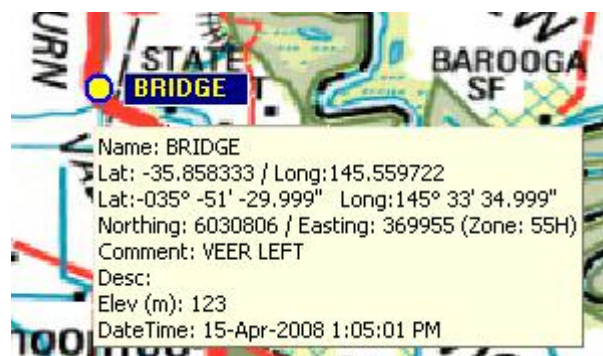 URN
STATE
BAROOGA
SF
BRIDGE
Name: BRIDGE
Lat: -35.858333 / Long:145.559722
Lat:-035° -51' -29.999" Long:145° 33' 34.999"
Northing: 6030806 / Easting: 369955 (Zone: 55H)
Comment: VEER LEFT
Desc:
Elev (m): 123
DateTime: 15-Apr-2008 1:05:01 PM